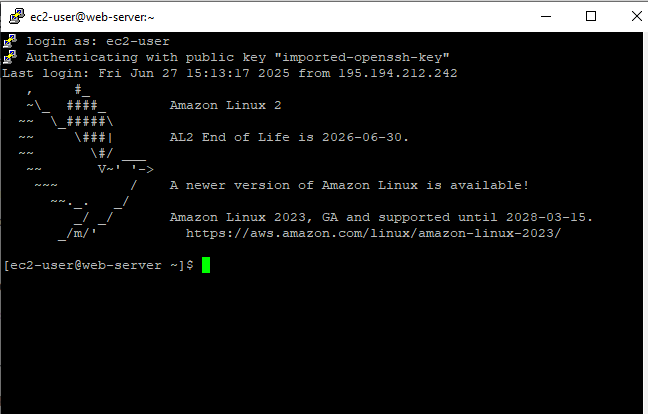 ec2-user@web-server:~
login as: ec2-user
Authenticating with public key "imported-openssh-key"
Last login: Fri Jun 27 15:13:17 2025 from 195.194.212.242
   ,     #_
   ~\_  ####_        Amazon Linux 2
  ~~  \_#####\
  ~~     \###|       AL2 End of Life is 2026-06-30.
  ~~       \#/ ___
   ~~       V~' '->
    ~~~         /    A newer version of Amazon Linux is available!
      ~~._.   _/
         _/ _/       Amazon Linux 2023, GA and supported until 2028-03-15.
       _/m/'           https://aws.amazon.com/linux/amazon-linux-2023/
[ec2-user@web-server ~]$